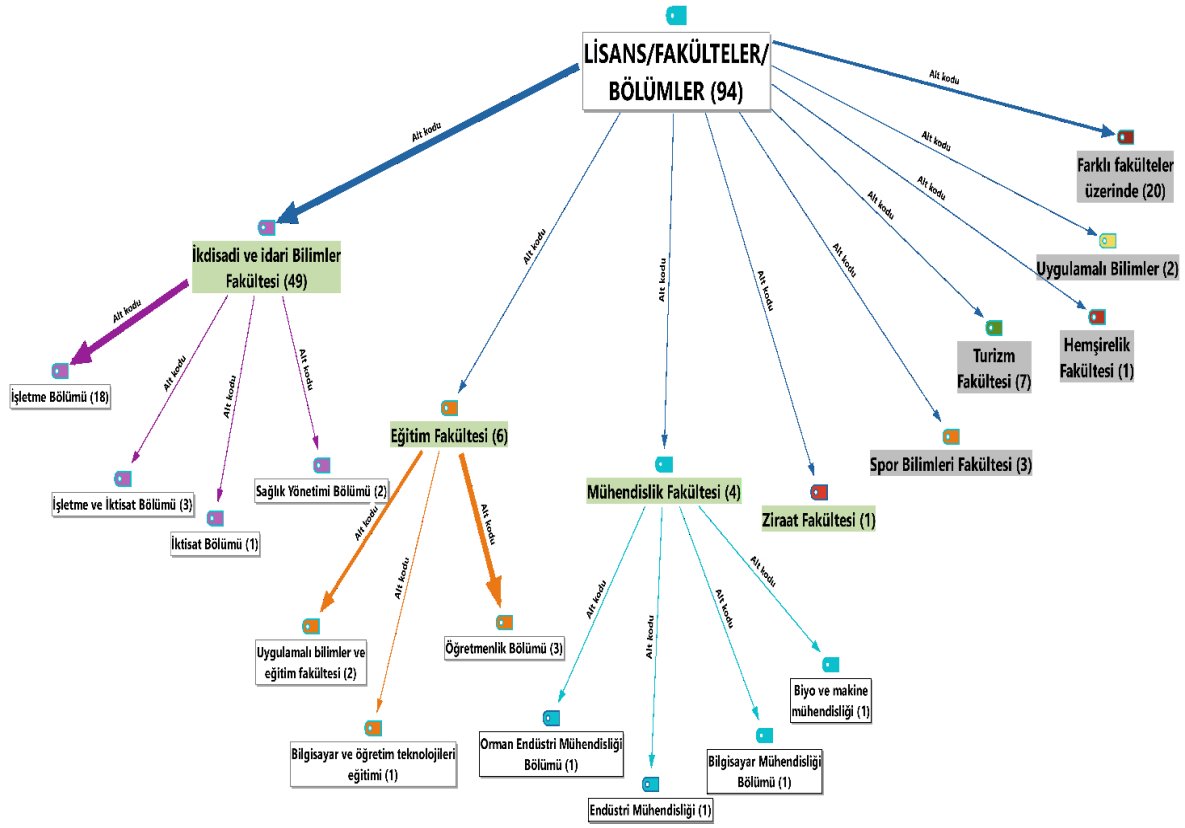 LİSANS/FAKÜLTELER/
BÖLÜMLER (94)
Alt kodu
Alt kodu
Alt kodu
Alt kodu
Alt kodu
Alt kodu
Alt kodu
Alt kodu
Alt kodu
Farklı fakülteler
üzerinde (20)
Uygulamalı Bilimler (2)
Hemşirelik
Fakültesi (1)
Turizm
Fakültesi (7)
Spor Bilimleri Fakültesi (3)
Ziraat Fakültesi (1)
Mühendislik Fakültesi (4)
Eğitim Fakültesi (6)
İkdisadi ve idari Bilimler
Fakültesi (49)
Alt kodu
Alt kodu
Alt kodu
Alt kodu
İşletme Bölümü (18)
İşletme ve İktisat Bölümü (3)
İktisat Bölümü (1)
Sağlık Yönetimi Bölümü (2)
Alt kodu
Alt kodu
Alt kodu
Uygulamalı bilimler ve
eğitim fakültesi (2)
Bilgisayar ve öğretim teknolojileri
eğitimi (1)
Öğretmenlik Bölümü (3)
Alt kodu
Alt kodu
Alt kodu
Alt kodu
Orman Endüstri Mühendisliği
Bölümü (1)
Endüstri Mühendisliği (1)
Bilgisayar Mühendisliği
Bölümü (1)
Biyo ve makine
mühendisliği (1)